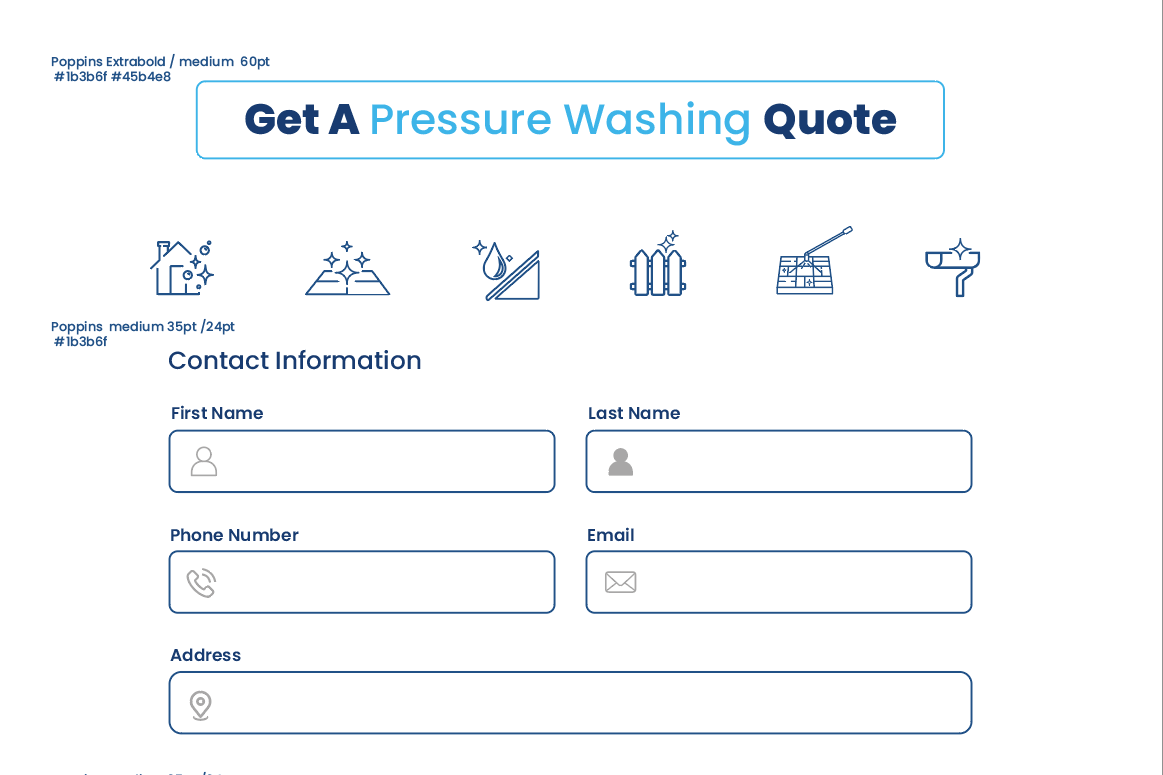 Poppins Extrabold / medium 60pt
#1b3b6f #45b4e8
Get A Pressure Washing Quote
Poppins medium 35pt /24pt
#1b3b6f
Contact Information
First Name
Last Name
Phone Number
Email
Address